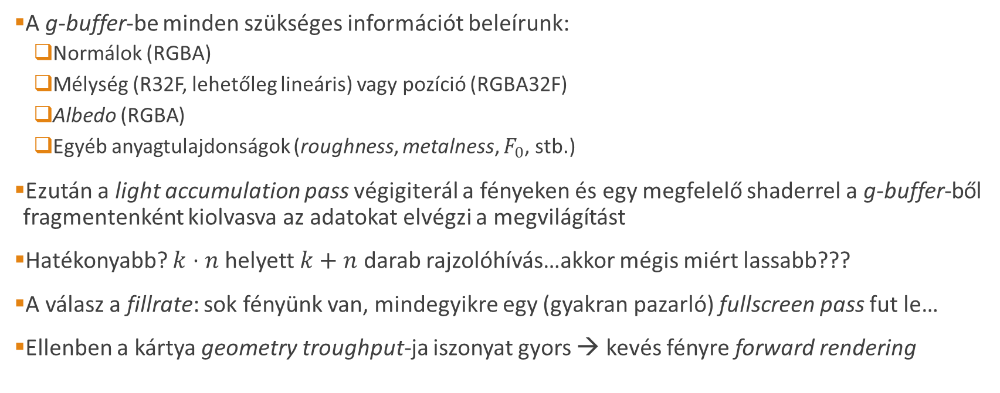 ▪A g-buffer-be minden szükséges információt beleírunk:
❑Normálok (RGBA)
❑Mélység (R32F, lehetőleg lineáris) vagy pozíció (RGBA32F)
❑Albedo (RGBA)
❑Egyéb anyagtulajdonságok (roughness, metalness, F₀, stb.)
▪Ezután a light accumulation pass végigiterál a fényeken és egy megfelelő shaderrel a g-buffer-ből
fragmentenként kiolvasva az adatokat elvégzi a megvilágítást
▪Hatékonyabb? k · n helyett k + n darab rajzolóhívás…akkor mégis miért lassabb???
▪A válasz a fillrate: sok fényünk van, mindegyikre egy (gyakran pazarló) fullscreen pass fut le…
▪Ellenben a kártya geometry troughput-ja iszonyat gyors → kevés fényre forward rendering